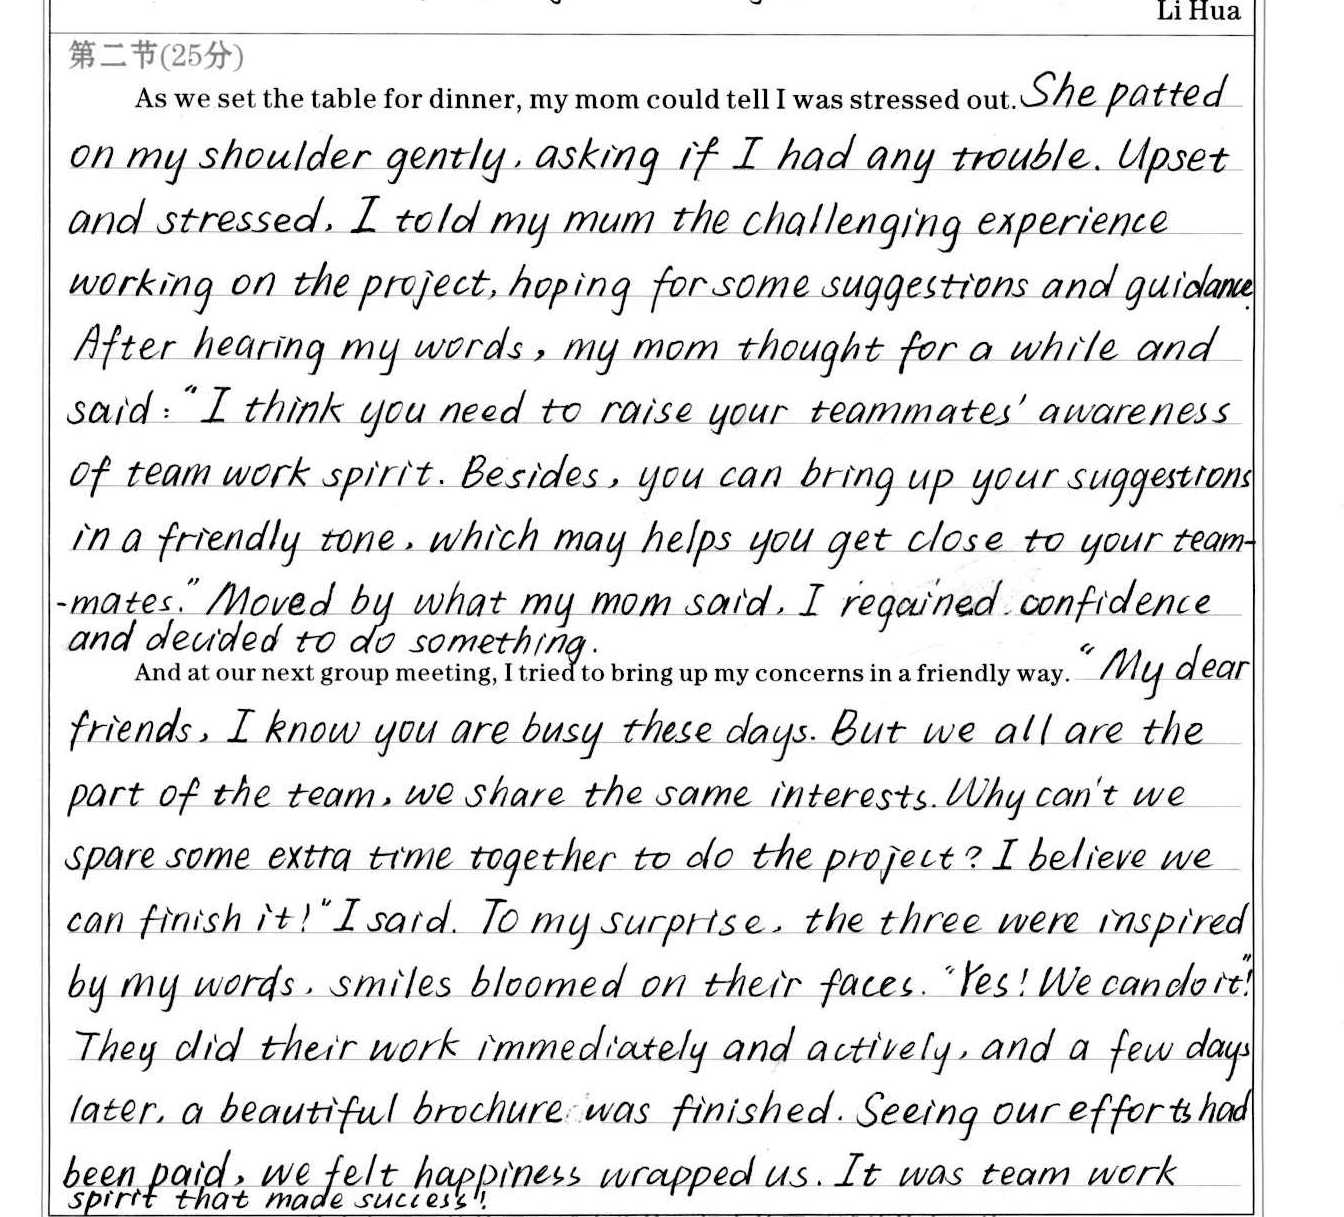 Li Hua
第二节(25分)
As we set the table for dinner, my mom could tell I was stressed out. She patted
on my shoulder gently, asking if I had any trouble. Upset
and stressed, I told my mum the challenging experience
working on the project, hoping for some suggestions and guidance.
After hearing my words, my mom thought for a while and
said: "I think you need to raise your teammates' awareness
of team work spirit. Besides, you can bring up your suggestions
in a friendly tone, which may helps you get close to your team-
-mates." Moved by what my mom said, I regained confidence
and decided to do something.
And at our next group meeting, I tried to bring up my concerns in a friendly way. "My dear
friends, I know you are busy these days. But we all are the
part of the team, we share the same interests. Why can't we
spare some extra time together to do the project? I believe we
can finish it!" I said. To my surprise, the three were inspired
by my words, smiles bloomed on their faces. "Yes! We can do it!"
They did their work immediately and actively, and a few days
later, a beautiful brochure was finished. Seeing our efforts had
been paid, we felt happiness wrapped us. It was team work
spirit that made success!